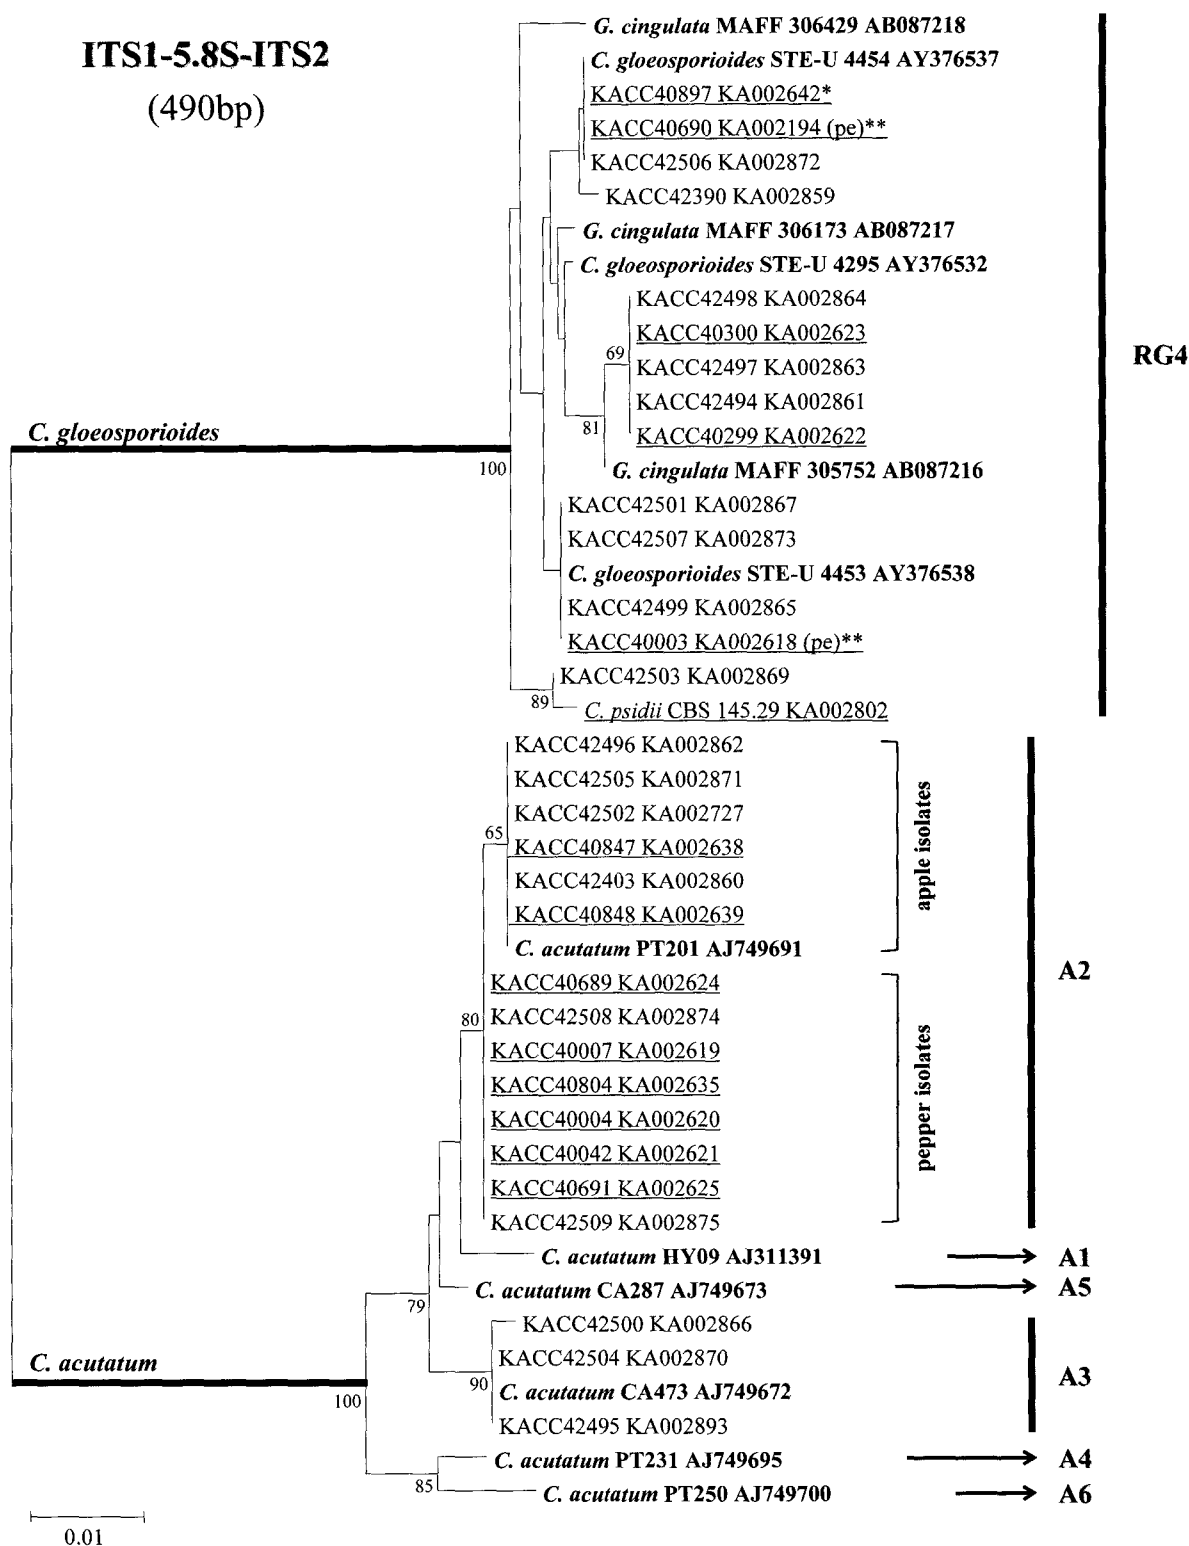 ITS1-5.8S-ITS2
(490bp)
G. cingulata MAFF 306429 AB087218
C. gloeosporioides STE-U 4454 AY376537
KACC40897 KA002642*
KACC40690 KA002194 (pe)**
KACC42506 KA002872
KACC42390 KA002859
G. cingulata MAFF 306173 AB087217
C. gloeosporioides STE-U 4295 AY376532
KACC42498 KA002864
KACC40300 KA002623
69
KACC42497 KA002863
KACC42494 KA002861
81
KACC40299 KA002622
G. cingulata MAFF 305752 AB087216
RG4
C. gloeosporioides
100
KACC42501 KA002867
KACC42507 KA002873
C. gloeosporioides STE-U 4453 AY376538
KACC42499 KA002865
KACC40003 KA002618 (pe)**
KACC42503 KA002869
89
C. psidii CBS 145.29 KA002802
KACC42496 KA002862
KACC42505 KA002871
KACC42502 KA002727
65
KACC40847 KA002638
KACC42403 KA002860
KACC40848 KA002639
C. acutatum PT201 AJ749691
apple isolates
A2
KACC40689 KA002624
80
KACC42508 KA002874
KACC40007 KA002619
KACC40804 KA002635
KACC40004 KA002620
KACC40042 KA002621
KACC40691 KA002625
KACC42509 KA002875
pepper isolates
C. acutatum HY09 AJ311391
A1
C. acutatum CA287 AJ749673
A5
79
KACC42500 KA002866
KACC42504 KA002870
90
C. acutatum CA473 AJ749672
KACC42495 KA002893
A3
C. acutatum
100
C. acutatum PT231 AJ749695
A4
85
C. acutatum PT250 AJ749700
A6
0.01